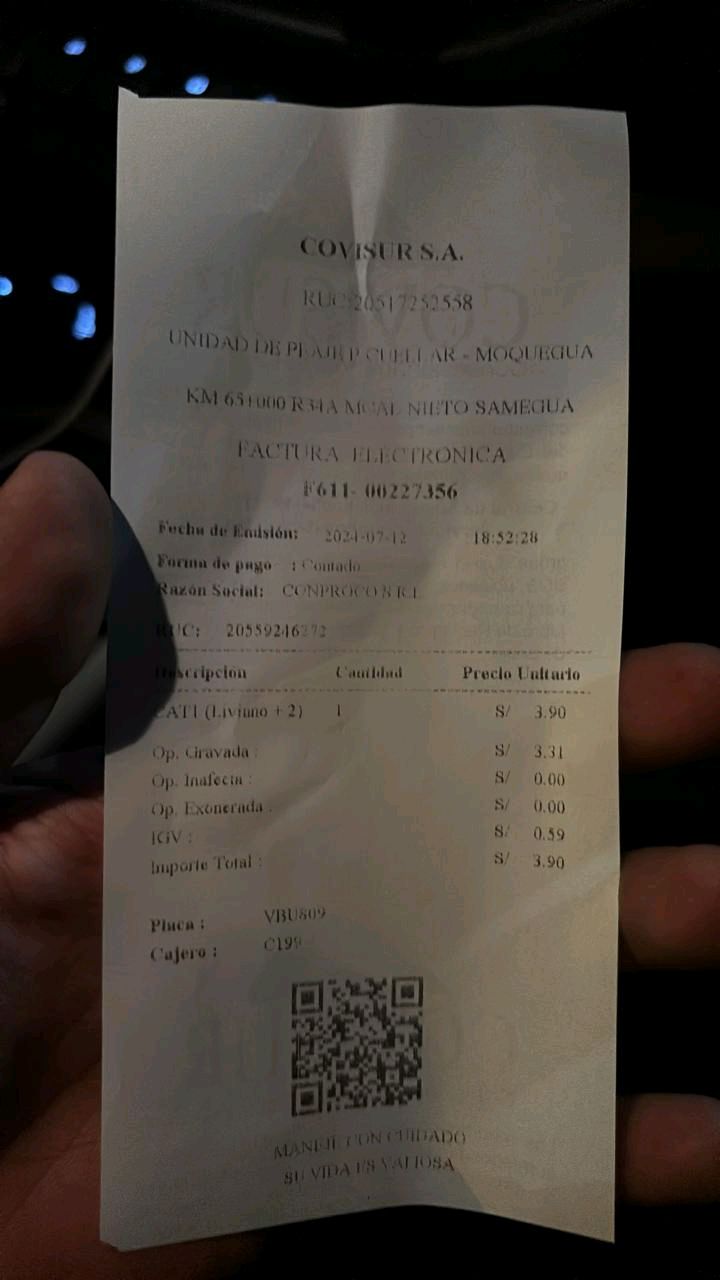 COVISUR S.A.
RUC:20517252558
UNIDAD DE PEAJE P. CUELLAR - MOQUEGUA
KM 65+000 R34A MCAL NIETO SAMEGUA
FACTURA ELECTRONICA
F611- 00227356
Fecha de Emisión: 2024-07-12 18:52:28
Forma de pago : Contado
Razón Social: CONPROCO S R L
RUC: 20559246372
Descripción Cantidad Precio Unitario
CAT1 (Liviano + 2) 1 S/ 3.90
Op. Gravada : S/ 3.31
Op. Inafecta : S/ 0.00
Op. Exonerada : S/ 0.00
IGV : S/ 0.59
Importe Total : S/ 3.90
Placa : VBU809
Cajero : C199
MANEJE CON CUIDADO
SU VIDA ES VALIOSA